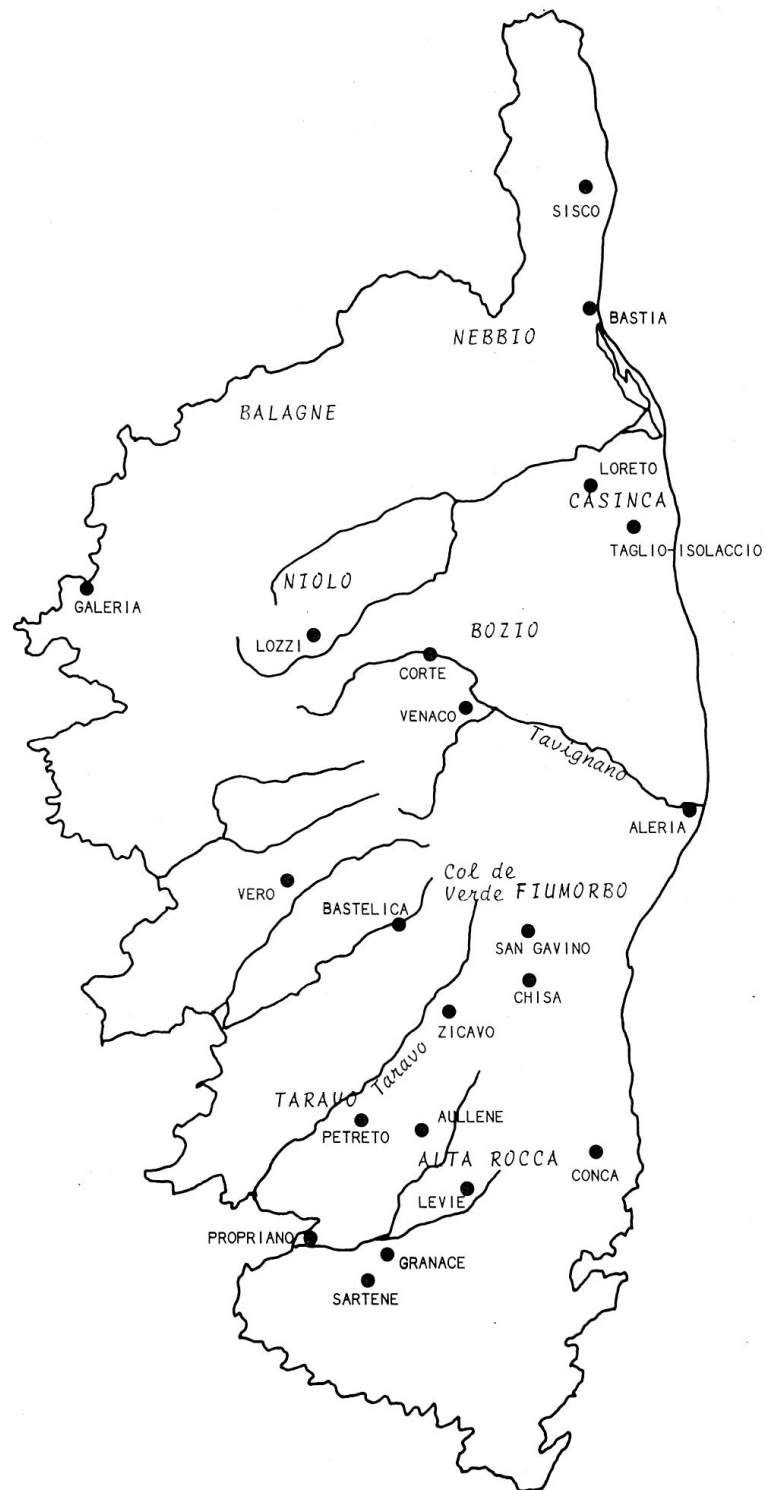 SISCO
BASTIA
NEBBIO
BALAGNE
LORETO
CASINCA
TAGLIO-ISOLACCIO
NIOLO
GALERIA
BOZIO
LOZZI
CORTE
VENACO
Tavignano
ALERIA
Col de
Verde FIUMORBO
VERO
BASTELICA
SAN GAVINO
CHISA
ZICAVO
Taravo
TARAVO
AULLENE
PETRETO
ALTA ROCCA
CONCA
LEVIE
PROPRIANO
GRANACE
SARTENE